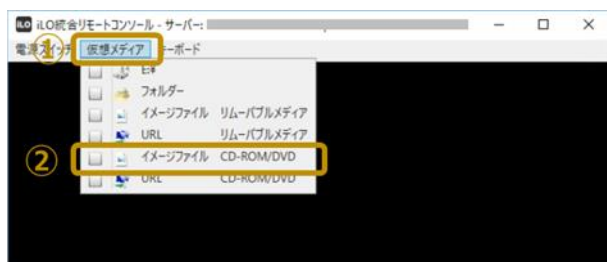 iLO iLO統合リモートコンソール - サーバー:
電源スイッチ 仮想メディア キーボード
①
E:¥
フォルダー
イメージファイル リムーバブルメディア
URL リムーバブルメディア
② イメージファイル CD-ROM/DVD
URL CD-ROM/DVD